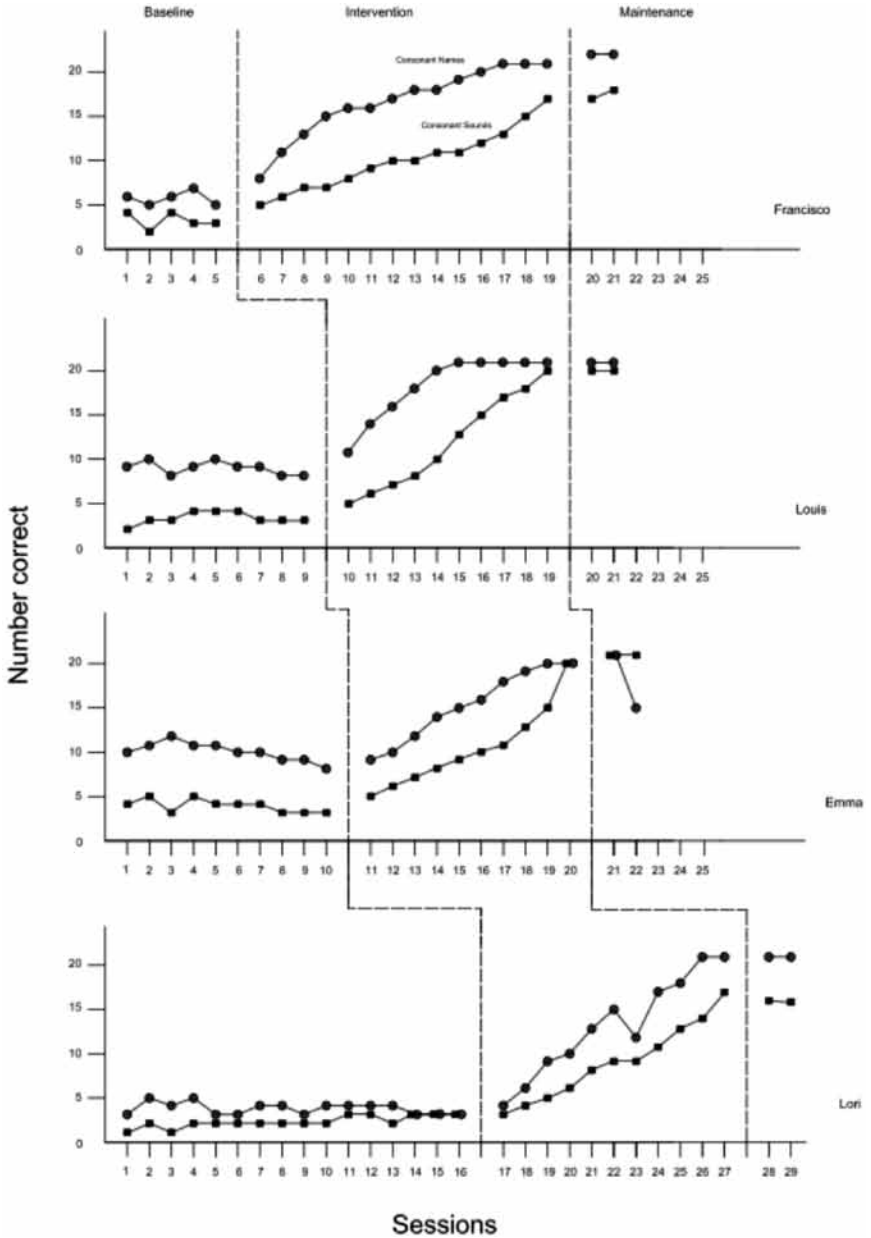 Baseline Intervention Maintenance
20
Consonant Names
15
Consonant Sounds
10
5
Francisco
0
1 2 3 4 5 6 7 8 9 10 11 12 13 14 15 16 17 18 19 20 21 22 23 24 25
20
15
10
5
Louis
0
1 2 3 4 5 6 7 8 9 10 11 12 13 14 15 16 17 18 19 20 21 22 23 24 25
Number correct
20
15
10
5
Emma
0
1 2 3 4 5 6 7 8 9 10 11 12 13 14 15 16 17 18 19 20 21 22 23 24 25
20
15
10
5
Lori
0
1 2 3 4 5 6 7 8 9 10 11 12 13 14 15 16 17 18 19 20 21 22 23 24 25 26 27 28 29
Sessions